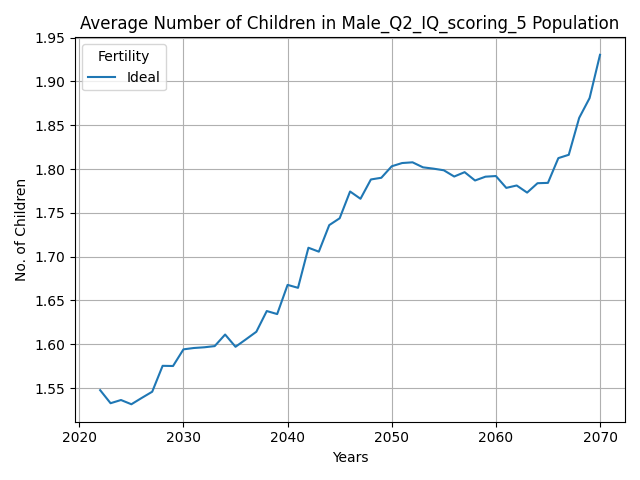 Average Number of Children in Male_Q2_IQ_scoring_5 Population
Fertility
Ideal
No. of Children
1.95
1.90
1.85
1.80
1.75
1.70
1.65
1.60
1.55
2020 2030 2040 2050 2060 2070
Years